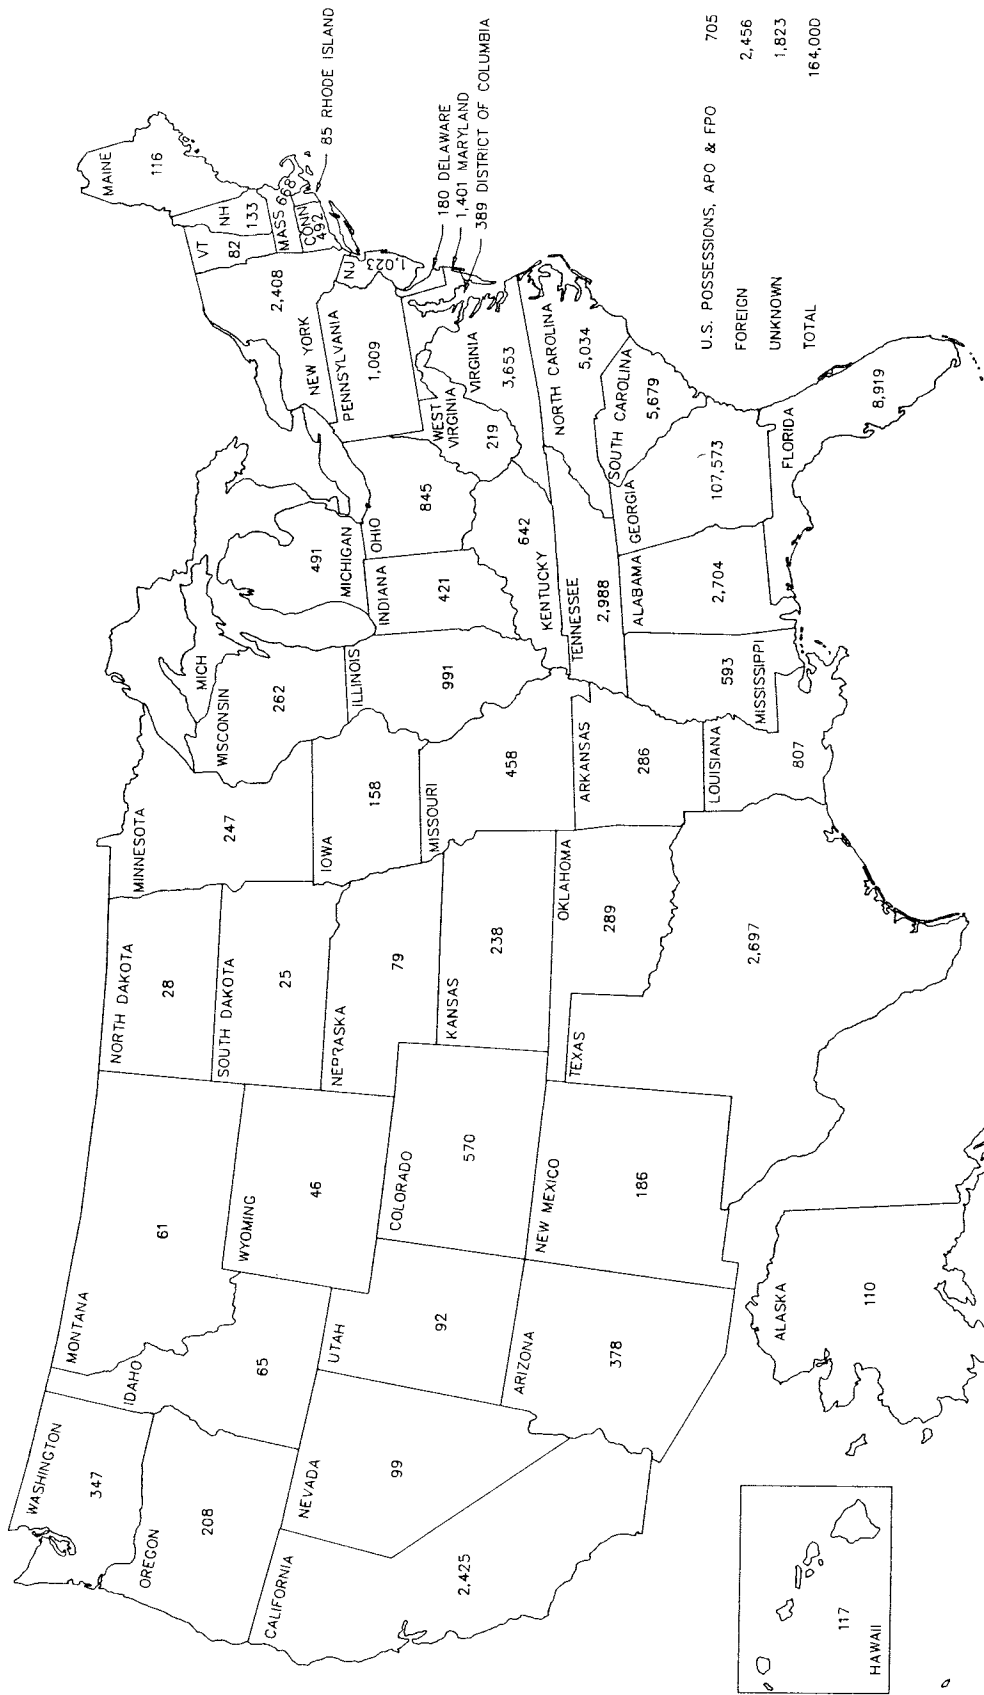 WASHINGTON
347
OREGON
208
CALIFORNIA
2,425
NEVADA
99
IDAHO
65
MONTANA
61
WYOMING
46
UTAH
92
COLORADO
570
ARIZONA
378
NEW MEXICO
186
NORTH DAKOTA
28
SOUTH DAKOTA
25
NEPRASKA
79
KANSAS
238
OKLAHOMA
289
TEXAS
2,697
MINNESOTA
247
IOWA
158
MISSOURI
458
ARKANSAS
286
LOUISIANA
807
WISCONSIN
262
MICH
ILLINOIS
991
MICHIGAN
491
INDIANA
421
OHIO
845
KENTUCKY
642
TENNESSEE
2,988
MISSISSIPPI
593
ALABAMA
2,704
GEORGIA
107,573
FLORIDA
8,919
SOUTH CAROLINA
5,679
NORTH CAROLINA
5,034
VIRGINIA
3,653
WEST
VIRGINIA
219
PENNSYLVANIA
1,009
NEW YORK
2,408
NJ
1,023
VT
82
NH
133
MAINE
116
MASS 668
CONN
492
85 RHODE ISLAND
180 DELAWARE
1,401 MARYLAND
389 DISTRICT OF COLUMBIA
ALASKA
110
117
HAWAII
U.S. POSSESSIONS, APO & FPO 705
FOREIGN 2,456
UNKNOWN 1,823
TOTAL 164,000